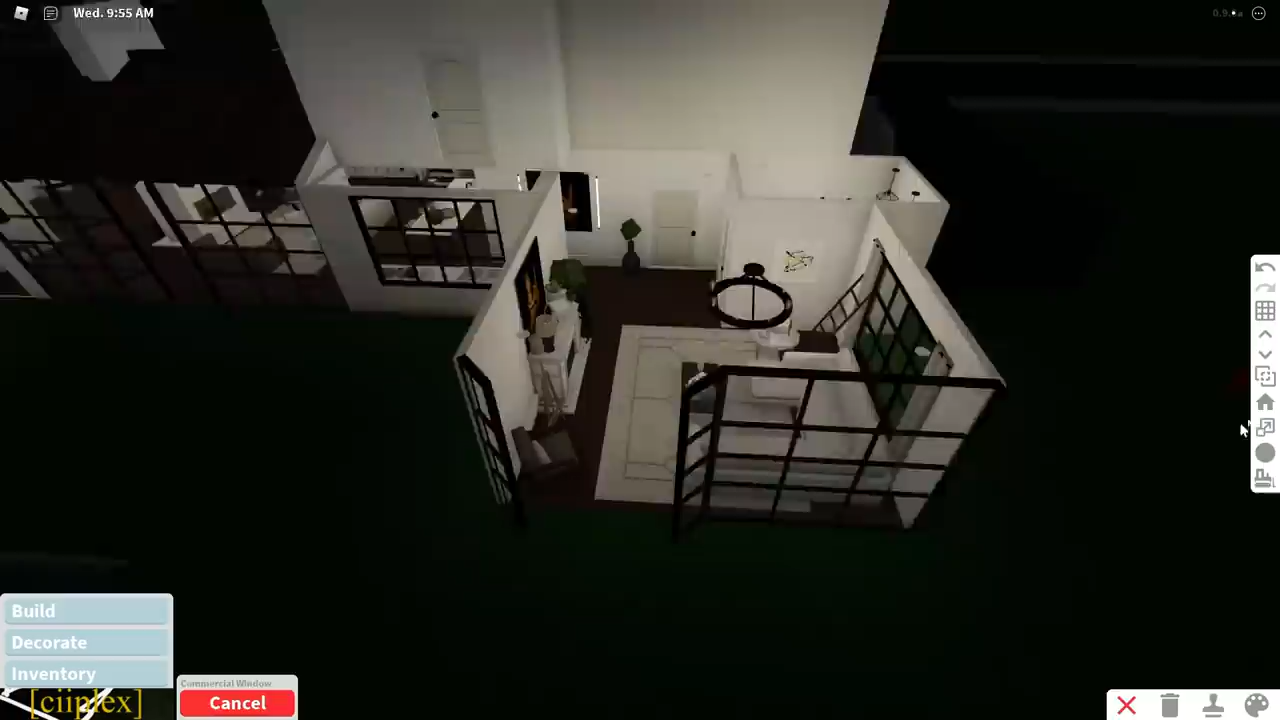 Wed. 9:55 AM
Build
Decorate
Inventory
[ciiplex]
Commercial Window
Cancel